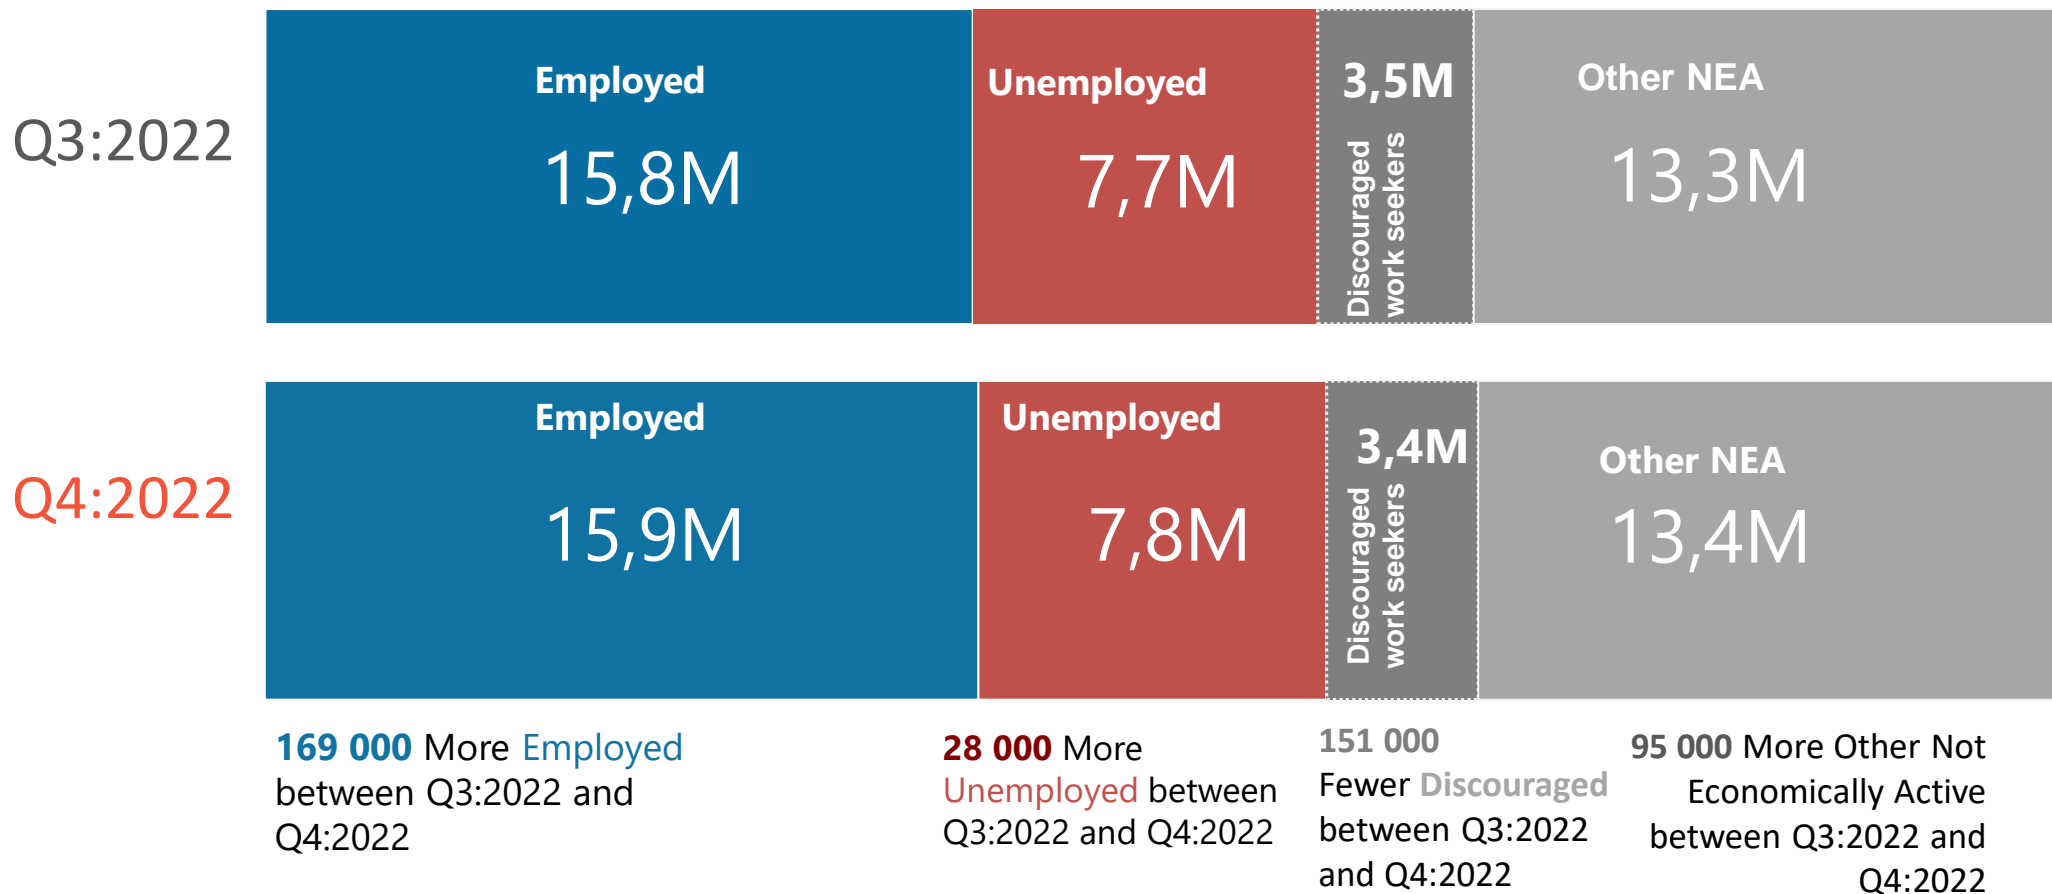 Q3:2022
Employed
15,8M
Unemployed
7,7M
3,5M
Discouraged
work seekers
Other NEA
13,3M
Q4:2022
Employed
15,9M
Unemployed
7,8M
3,4M
Discouraged
work seekers
Other NEA
13,4M
169 000 More Employed
between Q3:2022 and
Q4:2022
28 000 More
Unemployed between
Q3:2022 and Q4:2022
151 000
Fewer Discouraged
between Q3:2022
and Q4:2022
95 000 More Other Not
Economically Active
between Q3:2022 and
Q4:2022